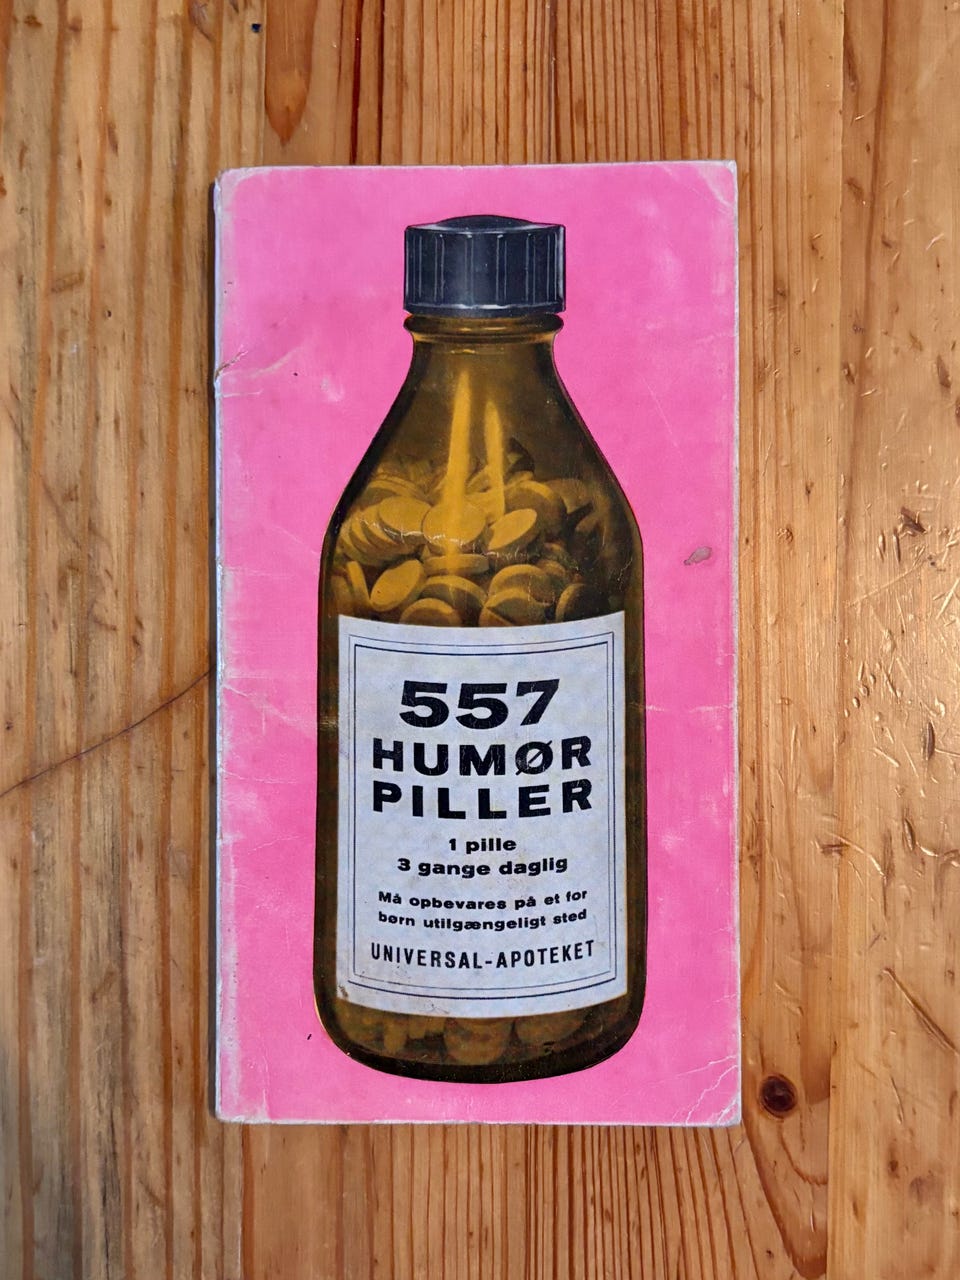 557
HUMØR
PILLER
1 pille
3 gange daglig
Må opbevares på et for
børn utilgængeligt sted
UNIVERSAL-APOTEKET